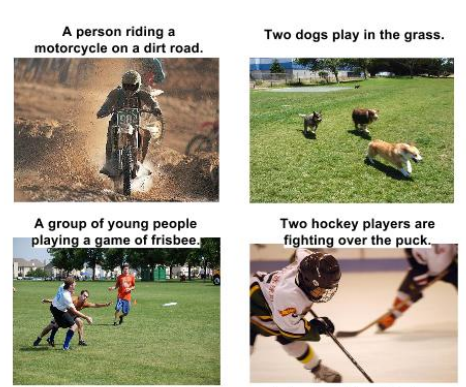 A person riding a
motorcycle on a dirt road.
Two dogs play in the grass.
A group of young people
playing a game of frisbee.
Two hockey players are
fighting over the puck.